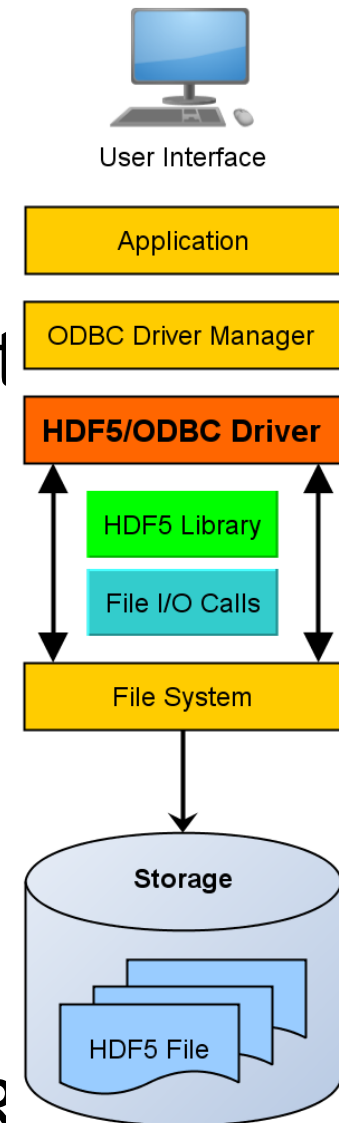 User Interface
Application
ODBC Driver Manager
HDF5/ODBC Driver
HDF5 Library
File I/O Calls
File System
Storage
HDF5 File